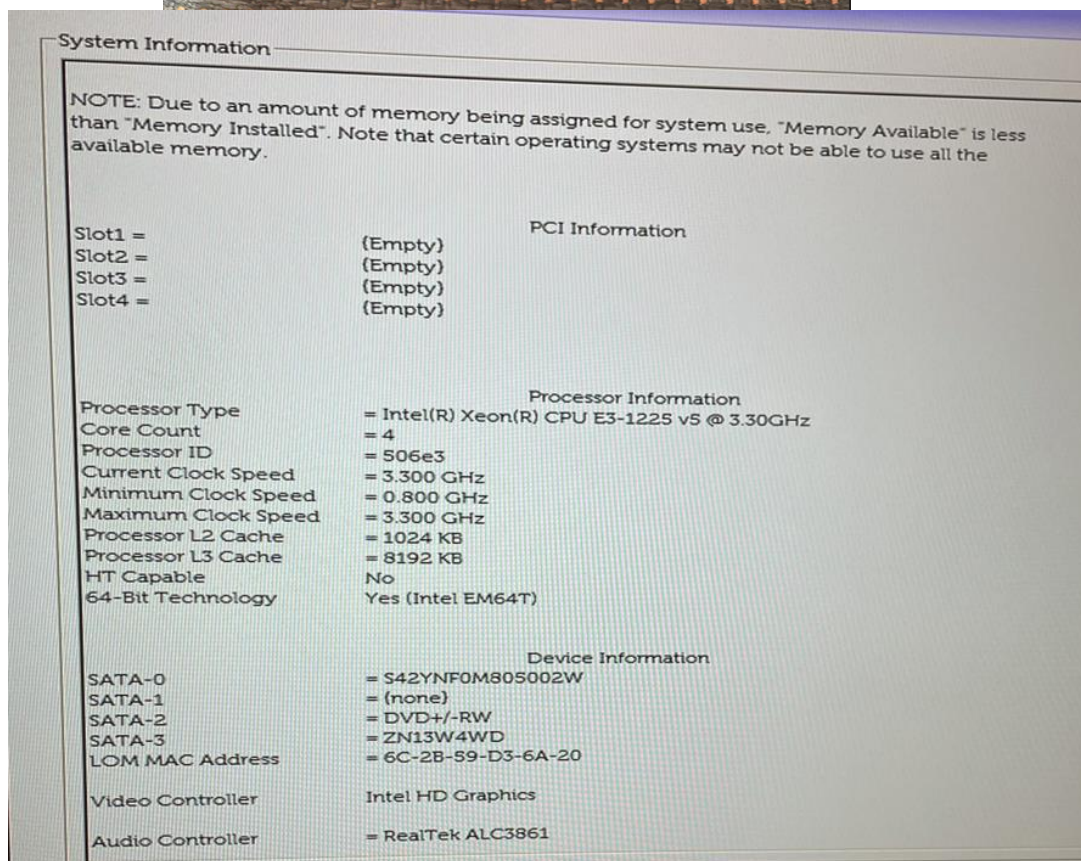 System Information
NOTE: Due to an amount of memory being assigned for system use, "Memory Available" is less
than "Memory Installed". Note that certain operating systems may not be able to use all the
available memory.
PCI Information
Slot1 = {Empty}
Slot2 = {Empty}
Slot3 = {Empty}
Slot4 = {Empty}
Processor Information
Processor Type = Intel(R) Xeon(R) CPU E3-1225 v5 @ 3.30GHz
Core Count = 4
Processor ID = 506e3
Current Clock Speed = 3.300 GHz
Minimum Clock Speed = 0.800 GHz
Maximum Clock Speed = 3.300 GHz
Processor L2 Cache = 1024 KB
Processor L3 Cache = 8192 KB
HT Capable No
64-Bit Technology Yes (Intel EM64T)
Device Information
SATA-0 = S42YNF0M805002W
SATA-1 = {none}
SATA-2 = DVD+/-RW
SATA-3 = ZN13W4WD
LOM MAC Address = 6C-2B-59-D3-6A-20
Video Controller Intel HD Graphics
Audio Controller = RealTek ALC3861